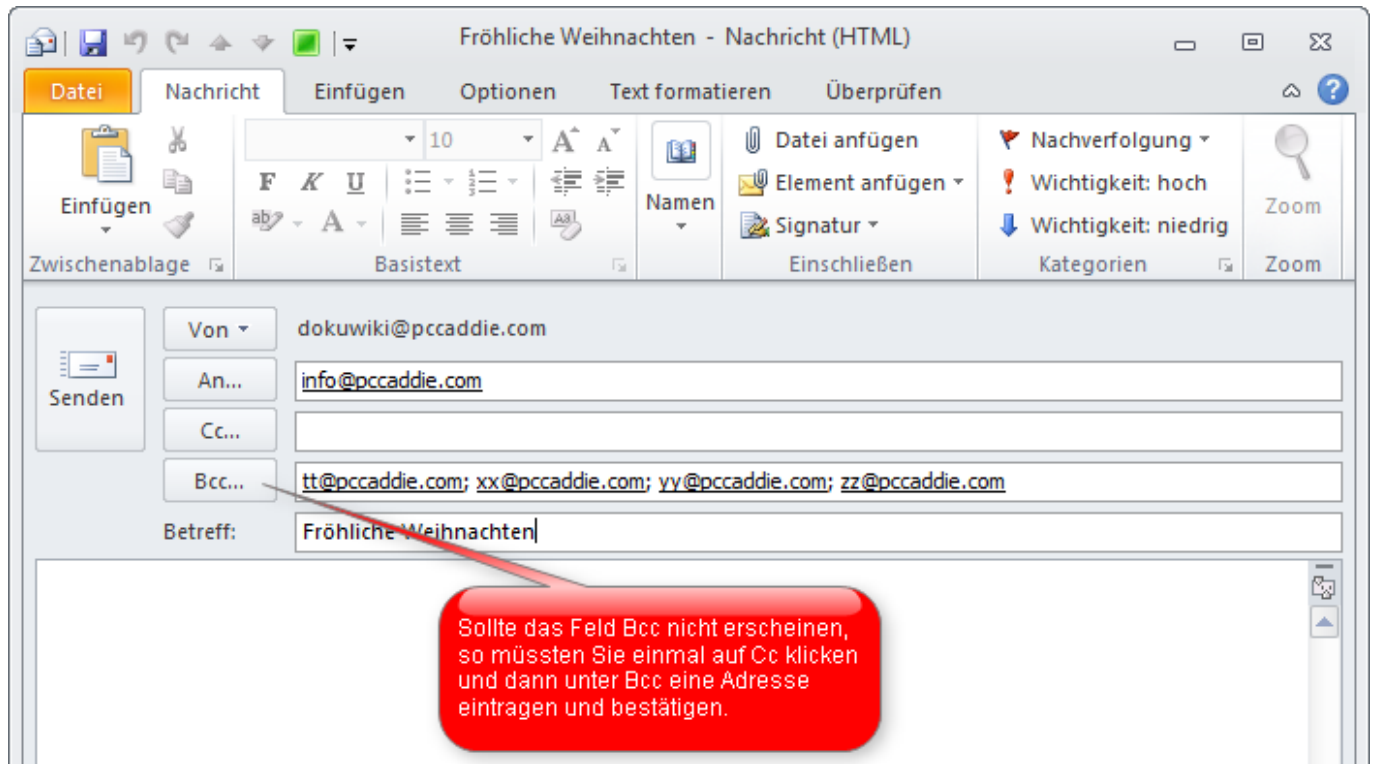 Fröhliche Weihnachten - Nachricht (HTML)
Datei Nachricht Einfügen Optionen Text formatieren Überprüfen
Einfügen
Zwischenablage
10
F K U
Basistext
Namen
Datei anfügen
Element anfügen
Signatur
Einschließen
Nachverfolgung
Wichtigkeit: hoch
Wichtigkeit: niedrig
Kategorien
Zoom
Zoom
Senden
Von dokuwiki@pccaddie.com
An... info@pccaddie.com
Cc...
Bcc... tt@pccaddie.com; xx@pccaddie.com; yy@pccaddie.com; zz@pccaddie.com
Betreff: Fröhliche Weihnachten
Sollte das Feld Bcc nicht erscheinen,
so müssten Sie einmal auf Cc klicken
und dann unter Bcc eine Adresse
eintragen und bestätigen.